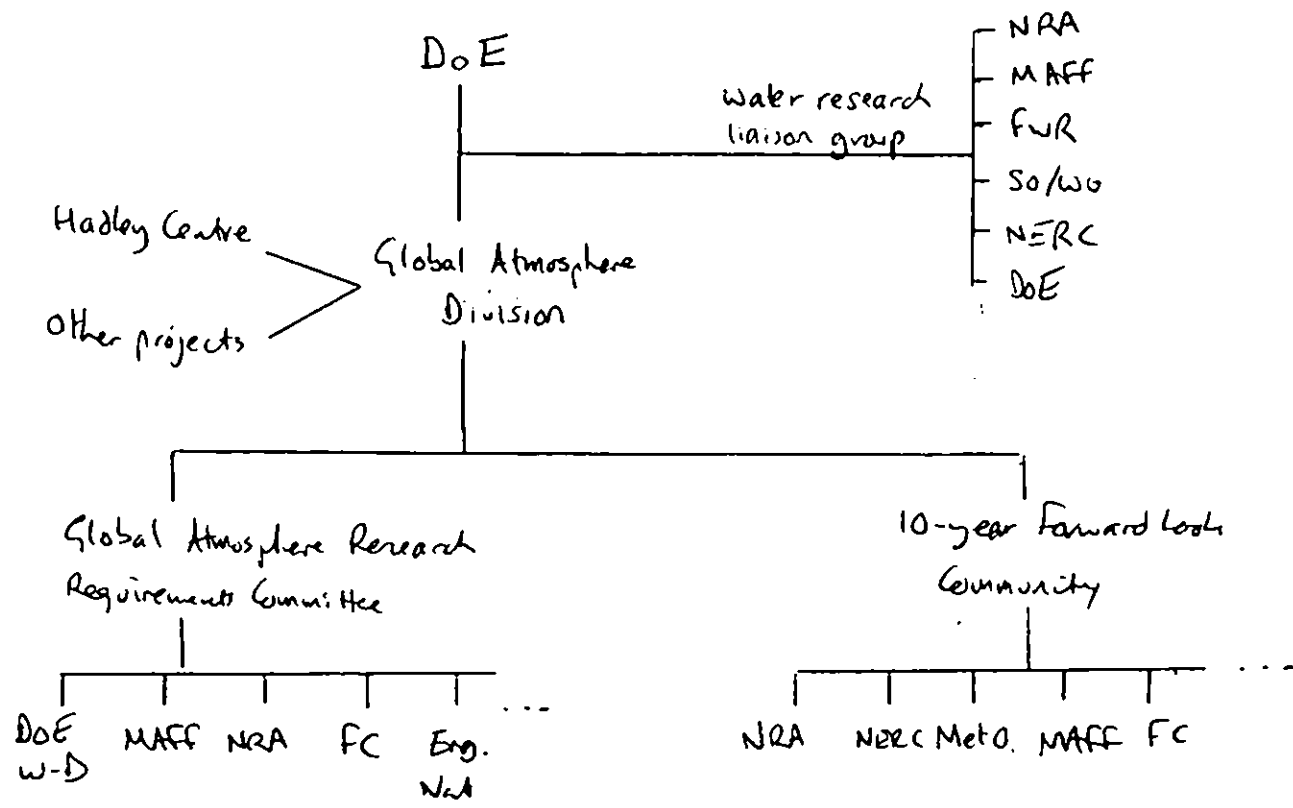 DoE
water research
liaison group
NRA
MAFF
FWR
SO/WO
NERC
DoE
Hadley Centre
Other projects
Global Atmosphere
Division
Global Atmosphere Research
Requirements Committee
10-year Forward Look
Community
DoE
W-D
MAFF
NRA
FC
Eng.
Nat
...
NRA
NERC
MetO.
MAFF
FC
....